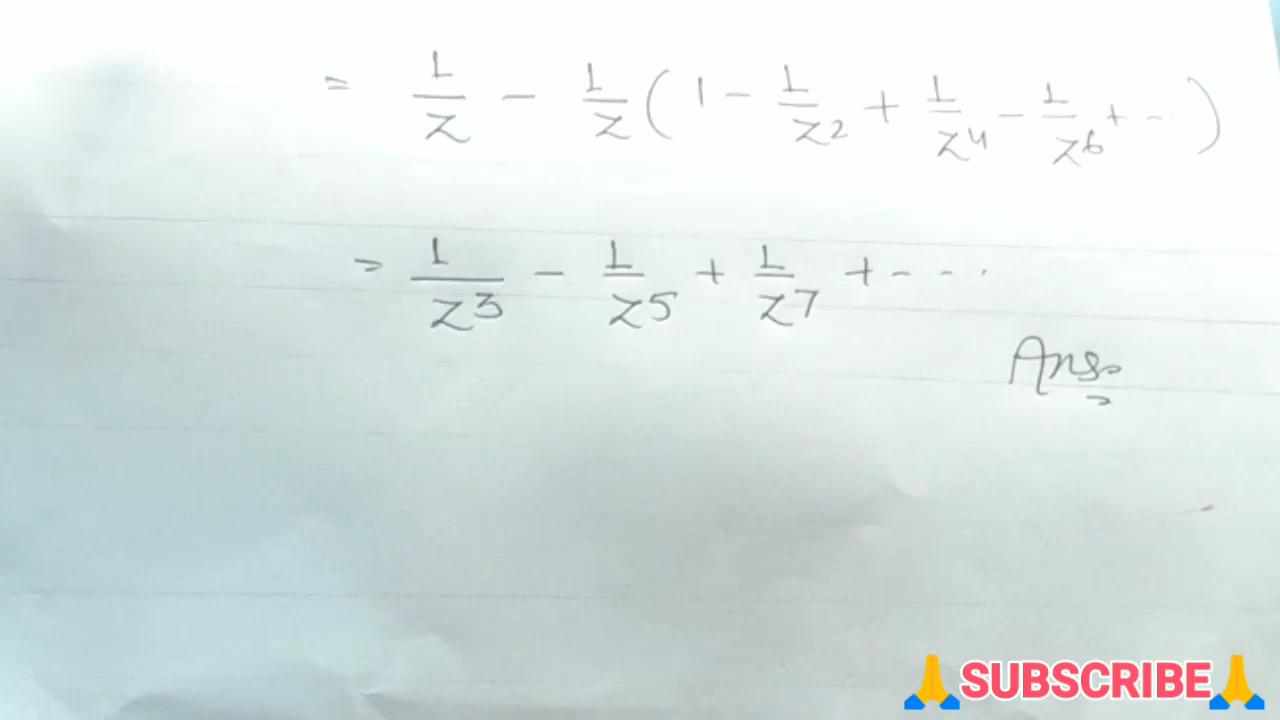 = 1/z - 1/z (1 - 1/z2 + 1/z4 - 1/z6 + ...)
= 1/z3 - 1/z5 + 1/z7 + - - - .
Ans.
🙏SUBSCRIBE🙏